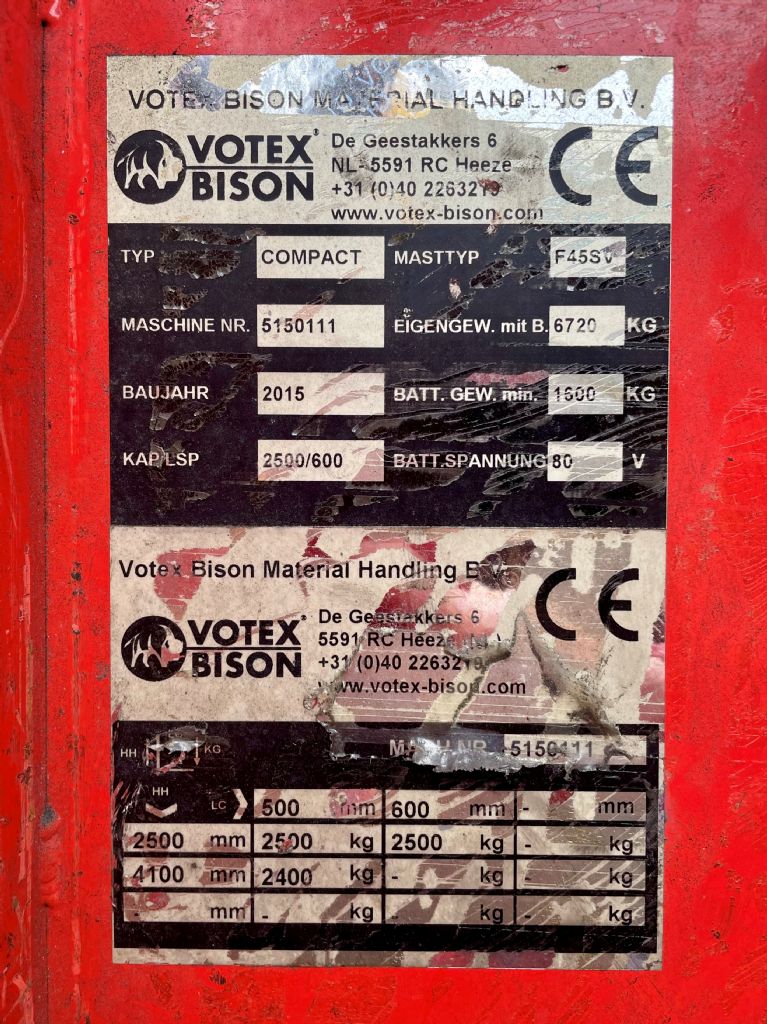 VOTEX BISON MATERIAL HANDLING B.V.
VOTEX BISON
De Geestakkers 6
NL- 5591 RC Heeze
+31 (0)40 2263219
www.votex-bison.com
CE
TYP COMPACT MASTTYP F45SV
MASCHINE NR. 5150111 EIGENGEW. mit B. 6720 KG
BAUJAHR 2015 BATT. GEW. min. 1600 KG
KAP/LSP 2500/600 BATT.SPANNUNG 80 V
Votex Bison Material Handling B.V.
VOTEX BISON
De Geestakkers 6
5591 RC Heeze (NL)
+31 (0)40 2263219
www.votex-bison.com
CE
HH KG MACH.NR. 5150111
HH LC 500 mm 600 mm - mm
2500 mm 2500 kg 2500 kg - kg
4100 mm 2400 kg - kg - kg
- mm - kg - kg - kg